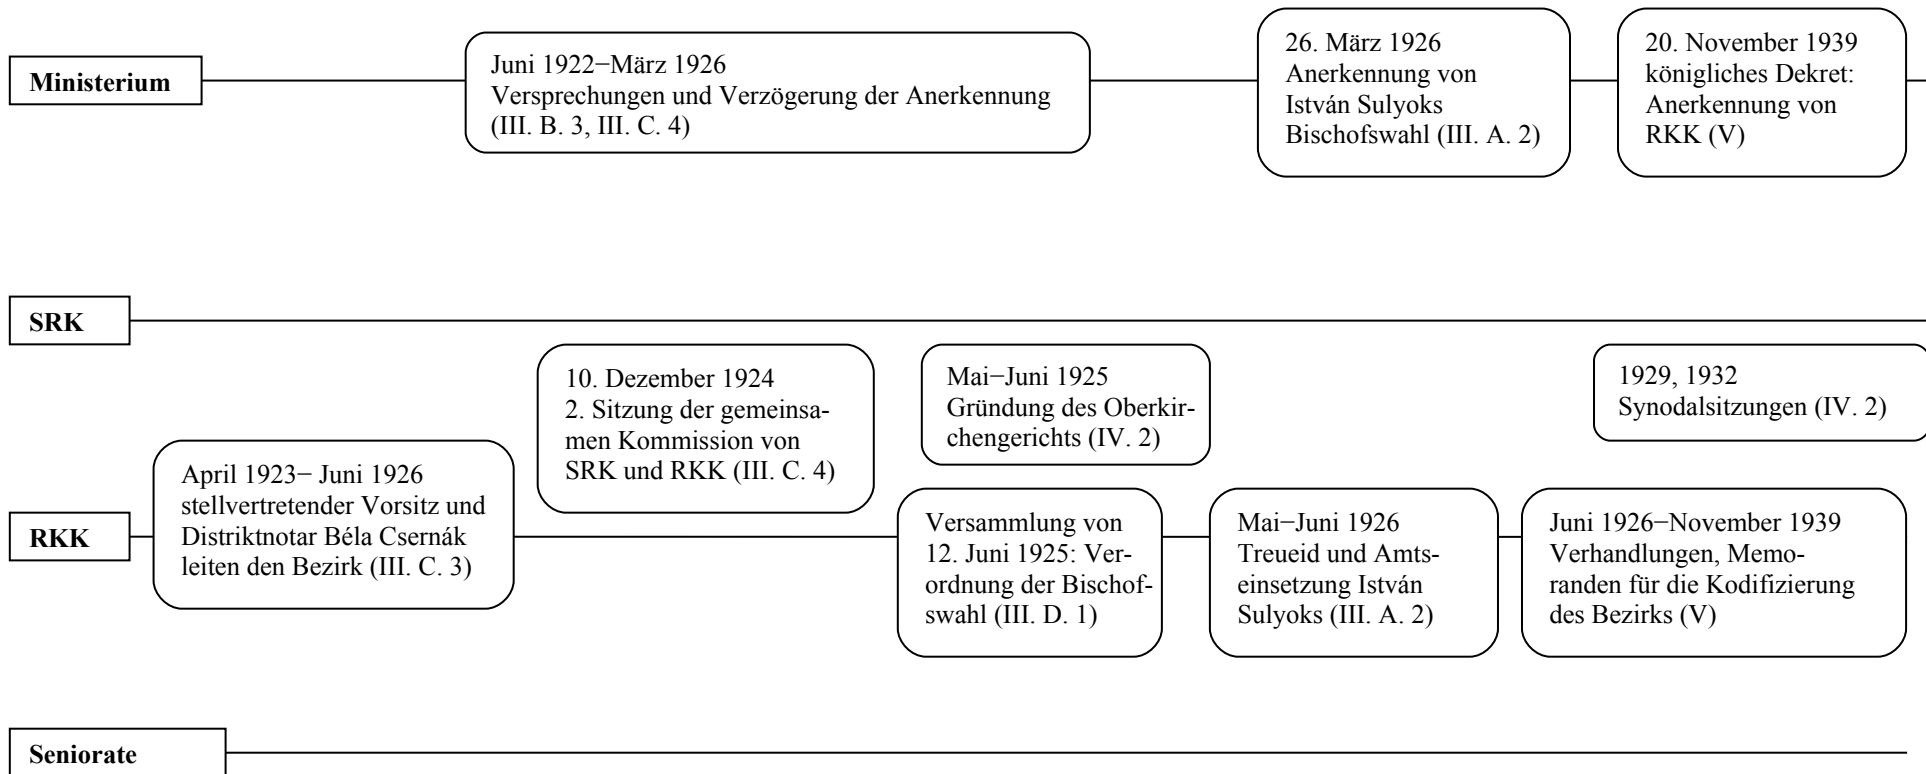 Ministerium
Juni 1922−März 1926
Versprechungen und Verzögerung der Anerkennung
(III. B. 3, III. C. 4)
26. März 1926
Anerkennung von
István Sulyoks
Bischofswahl (III. A. 2)
20. November 1939
königliches Dekret:
Anerkennung von
RKK (V)
SRK
10. Dezember 1924
2. Sitzung der gemeinsa-
men Kommission von
SRK und RKK (III. C. 4)
Mai−Juni 1925
Gründung des Oberkir-
chengerichts (IV. 2)
1929, 1932
Synodalsitzungen (IV. 2)
RKK
April 1923− Juni 1926
stellvertretender Vorsitz und
Distriktnotar Béla Csernák
leiten den Bezirk (III. C. 3)
Versammlung von
12. Juni 1925: Ver-
ordnung der Bischof-
swahl (III. D. 1)
Mai−Juni 1926
Treueid und Amts-
einsetzung István
Sulyoks (III. A. 2)
Juni 1926−November 1939
Verhandlungen, Memo-
randen für die Kodifizierung
des Bezirks (V)
Seniorate